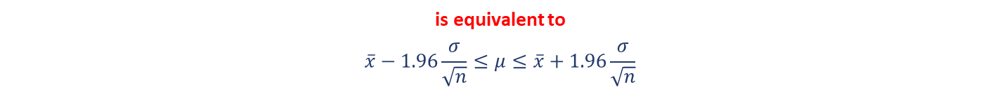 is equivalent to
x̄ − 1.96 σ/√n ≤ μ ≤ x̄ + 1.96 σ/√n